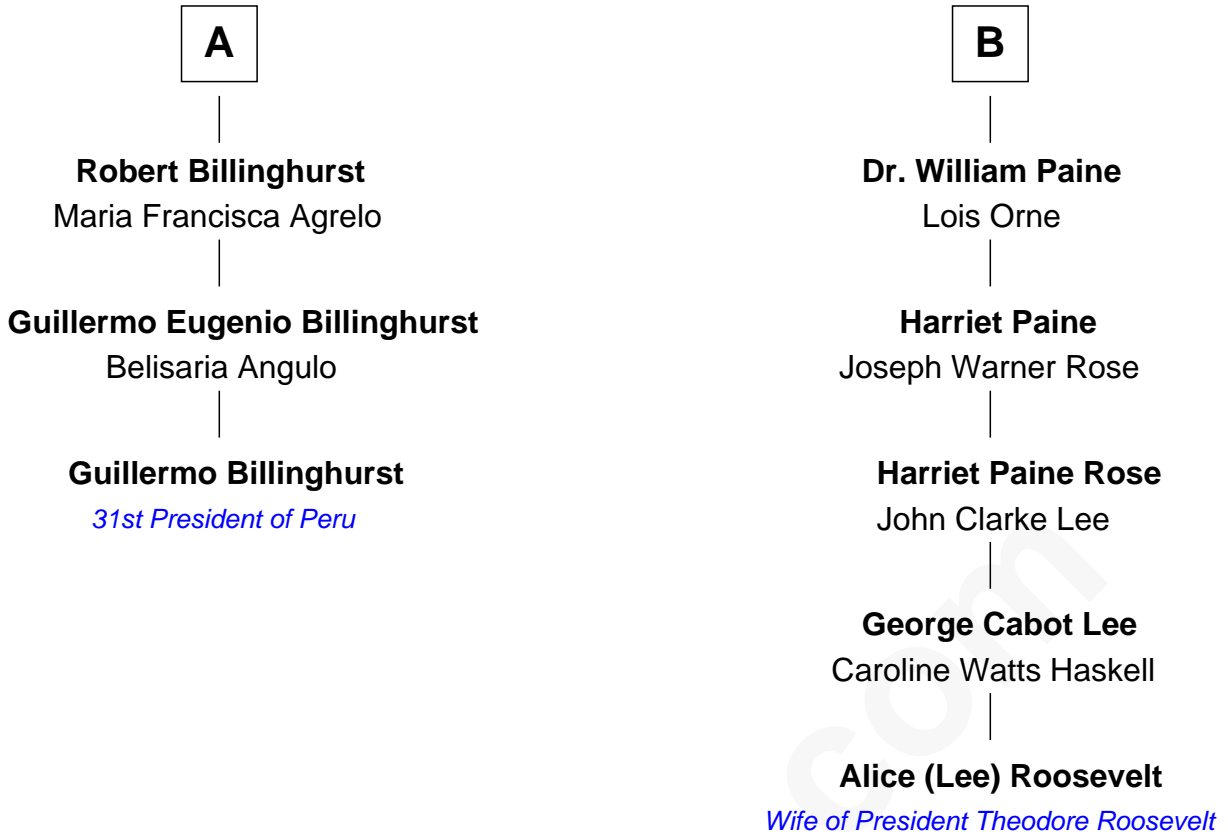 A
Robert Billinghurst
Maria Francisca Agrelo
Guillermo Eugenio Billinghurst
Belisaria Angulo
Guillermo Billinghurst
31st President of Peru
B
Dr. William Paine
Lois Orne
Harriet Paine
Joseph Warner Rose
Harriet Paine Rose
John Clarke Lee
George Cabot Lee
Caroline Watts Haskell
Alice (Lee) Roosevelt
Wife of President Theodore Roosevelt
com